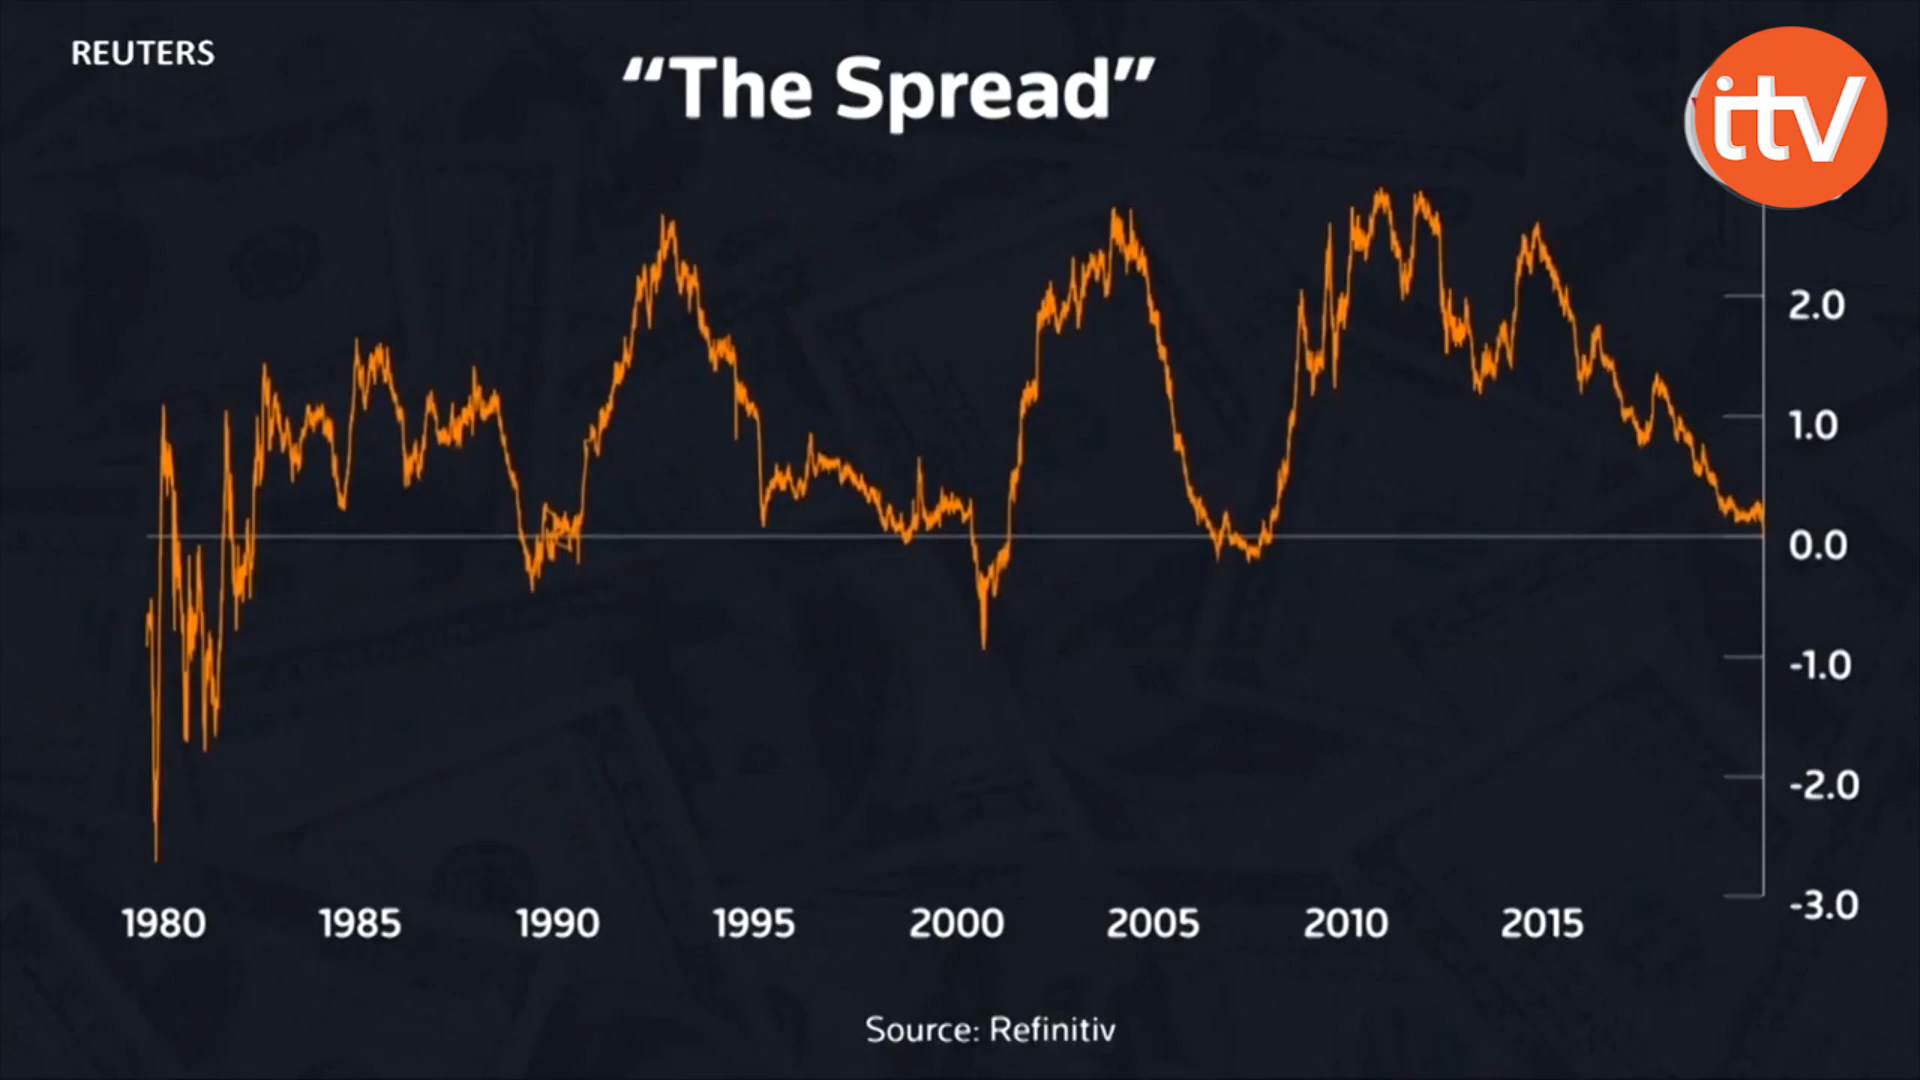 REUTERS
“The Spread”
itv
2.0
1.0
0.0
-1.0
-2.0
-3.0
1980 1985 1990 1995 2000 2005 2010 2015
Source: Refinitiv